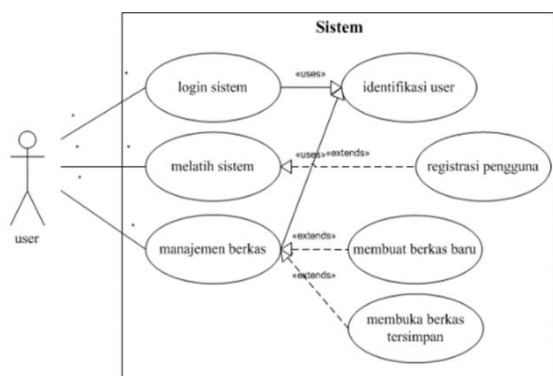 Sistem
login sistem
«uses»
identifikasi user
*
*
*
*
*
*
melatih sistem
«uses»
«extends»
registrasi pengguna
user
manajemen berkas
«extends»
membuat berkas baru
«extends»
membuka berkas
tersimpan